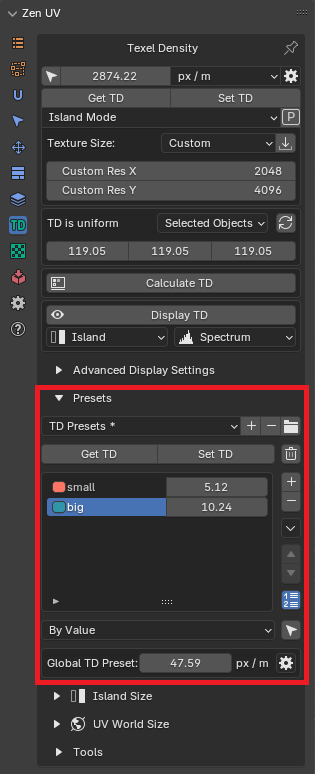 Zen UV
Texel Density
2874.22 px / m
Get TD Set TD
Island Mode P
Texture Size: Custom
Custom Res X 2048
Custom Res Y 4096
TD is uniform Selected Objects
119.05 119.05 119.05
Calculate TD
Display TD
Island Spectrum
Advanced Display Settings
Presets
TD Presets *
Get TD Set TD
small 5.12
big 10.24
By Value
Global TD Preset: 47.59 px / m
Island Size
UV World Size
Tools
TD